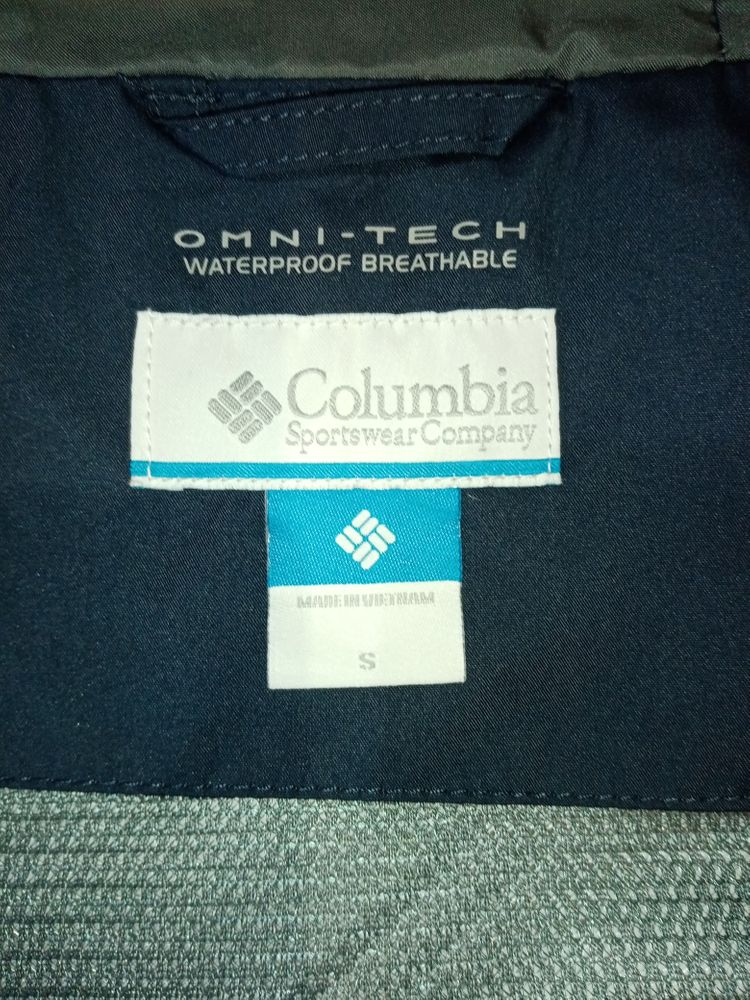 OMNI-TECH
WATERPROOF BREATHABLE
Columbia
Sportswear Company
MADE IN VIETNAM
S